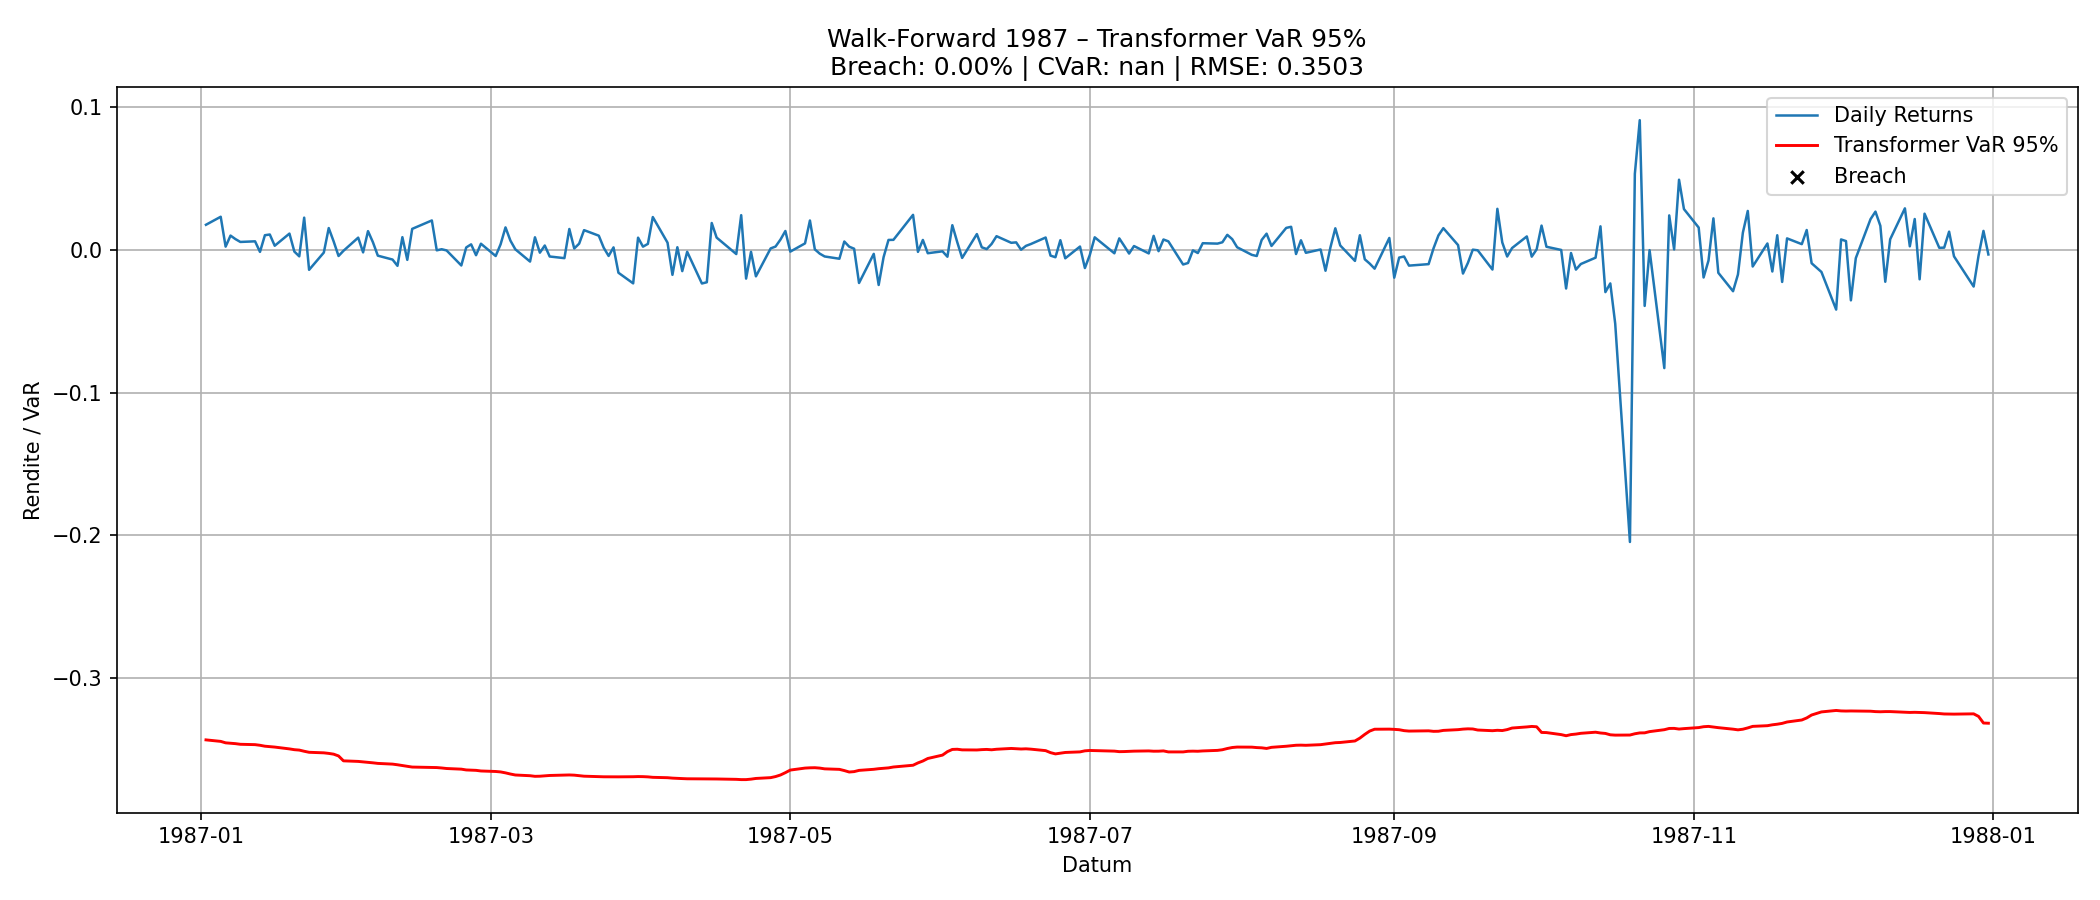 Walk-Forward 1987 – Transformer VaR 95%
Breach: 0.00% | CVaR: nan | RMSE: 0.3503
Daily Returns
Transformer VaR 95%
Breach
Rendite / VaR
0.1
0.0
−0.1
−0.2
−0.3
1987-01
1987-03
1987-05
1987-07
1987-09
1987-11
1988-01
Datum